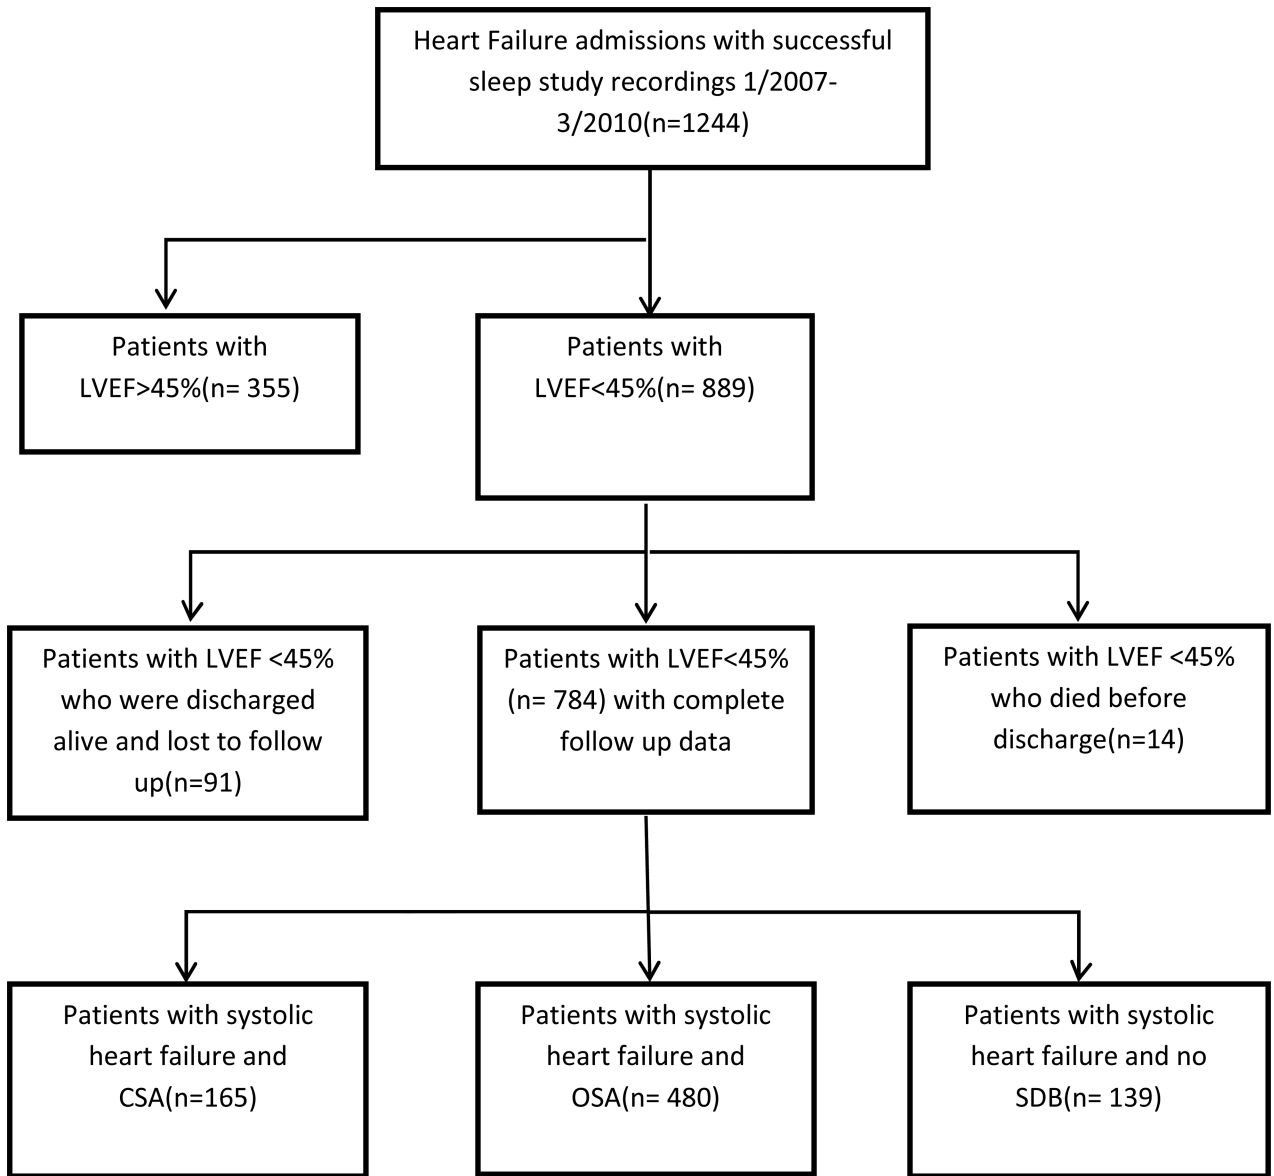 Heart Failure admissions with successful
sleep study recordings 1/2007-
3/2010(n=1244)
Patients with
LVEF>45%(n= 355)
Patients with
LVEF<45%(n= 889)
Patients with LVEF <45%
who were discharged
alive and lost to follow
up(n=91)
Patients with LVEF<45%
(n= 784) with complete
follow up data
Patients with LVEF <45%
who died before
discharge(n=14)
Patients with systolic
heart failure and
CSA(n=165)
Patients with systolic
heart failure and
OSA(n= 480)
Patients with systolic
heart failure and no
SDB(n= 139)